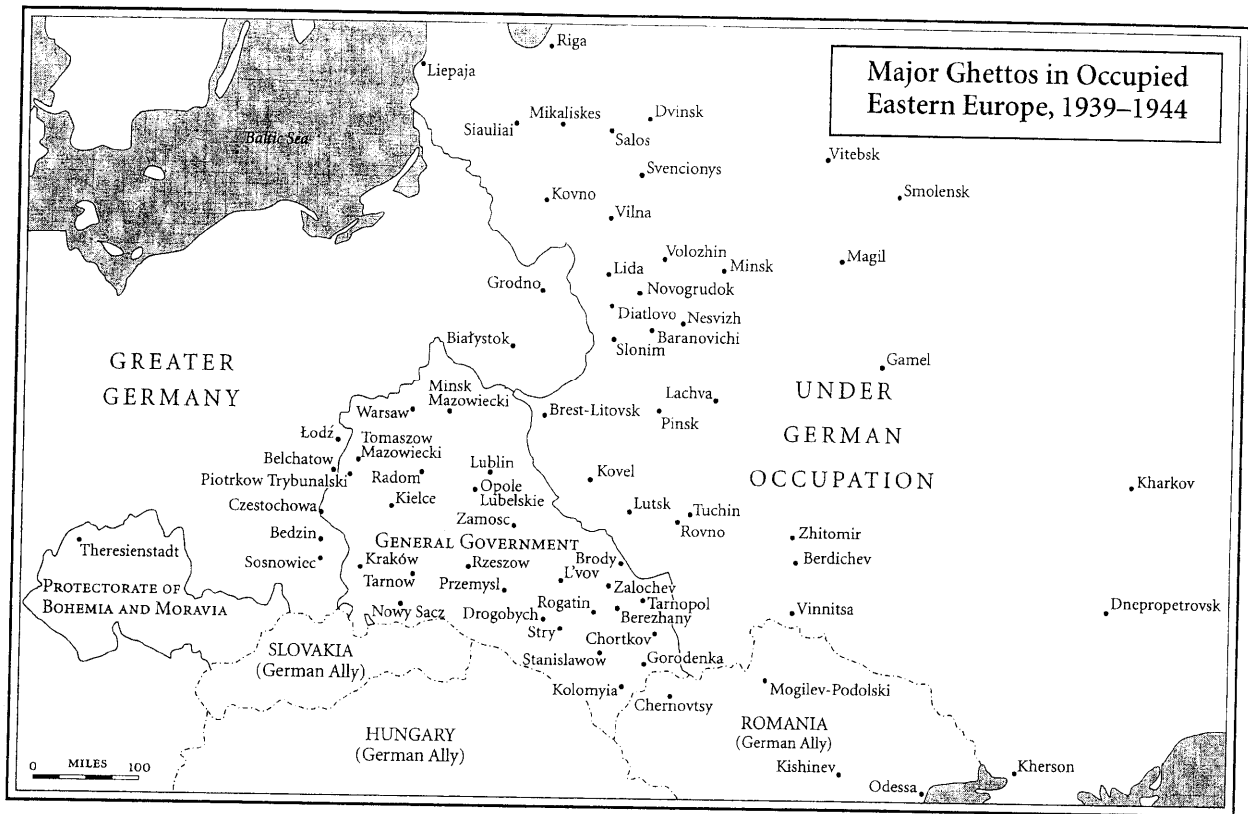 Major Ghettos in Occupied
Eastern Europe, 1939–1944
Riga
Liepaja
Baltic Sea
Siauliai
Mikaliskes
Dvinsk
Salos
Svencionys
Vitebsk
Smolensk
Kovno
Vilna
Volozhin
Minsk
Magil
Lida
Novogrudok
Grodno
Diatlovo
Nesvizh
Baranovichi
Slonim
Białystok
Gamel
GREATER
GERMANY
UNDER
GERMAN
OCCUPATION
Minsk
Mazowiecki
Warsaw
Lachva
Pinsk
Brest-Litovsk
Łodź
Tomaszow
Mazowiecki
Belchatow
Piotrkow Trybunalski
Radom
Lublin
Opole
Lubelskie
Kielce
Kovel
Kharkov
Czestochowa
Zamosc
Lutsk
Tuchin
Rovno
Bedzin
GENERAL GOVERNMENT
Zhitomir
Theresienstadt
Sosnowiec
Kraków
Rzeszow
Brody
L'vov
Berdichev
Tarnow
Przemysl
Zalochev
PROTECTORATE OF
BOHEMIA AND MORAVIA
Nowy Sacz
Drogobych
Rogatin
Tarnopol
Berezhany
Vinnitsa
Dnepropetrovsk
Stry
Chortkov
SLOVAKIA
(German Ally)
Stanislawow
Gorodenka
Kolomyia
Chernovtsy
Mogilev-Podolski
HUNGARY
(German Ally)
ROMANIA
(German Ally)
Kishinev
Kherson
Odessa
0 MILES 100